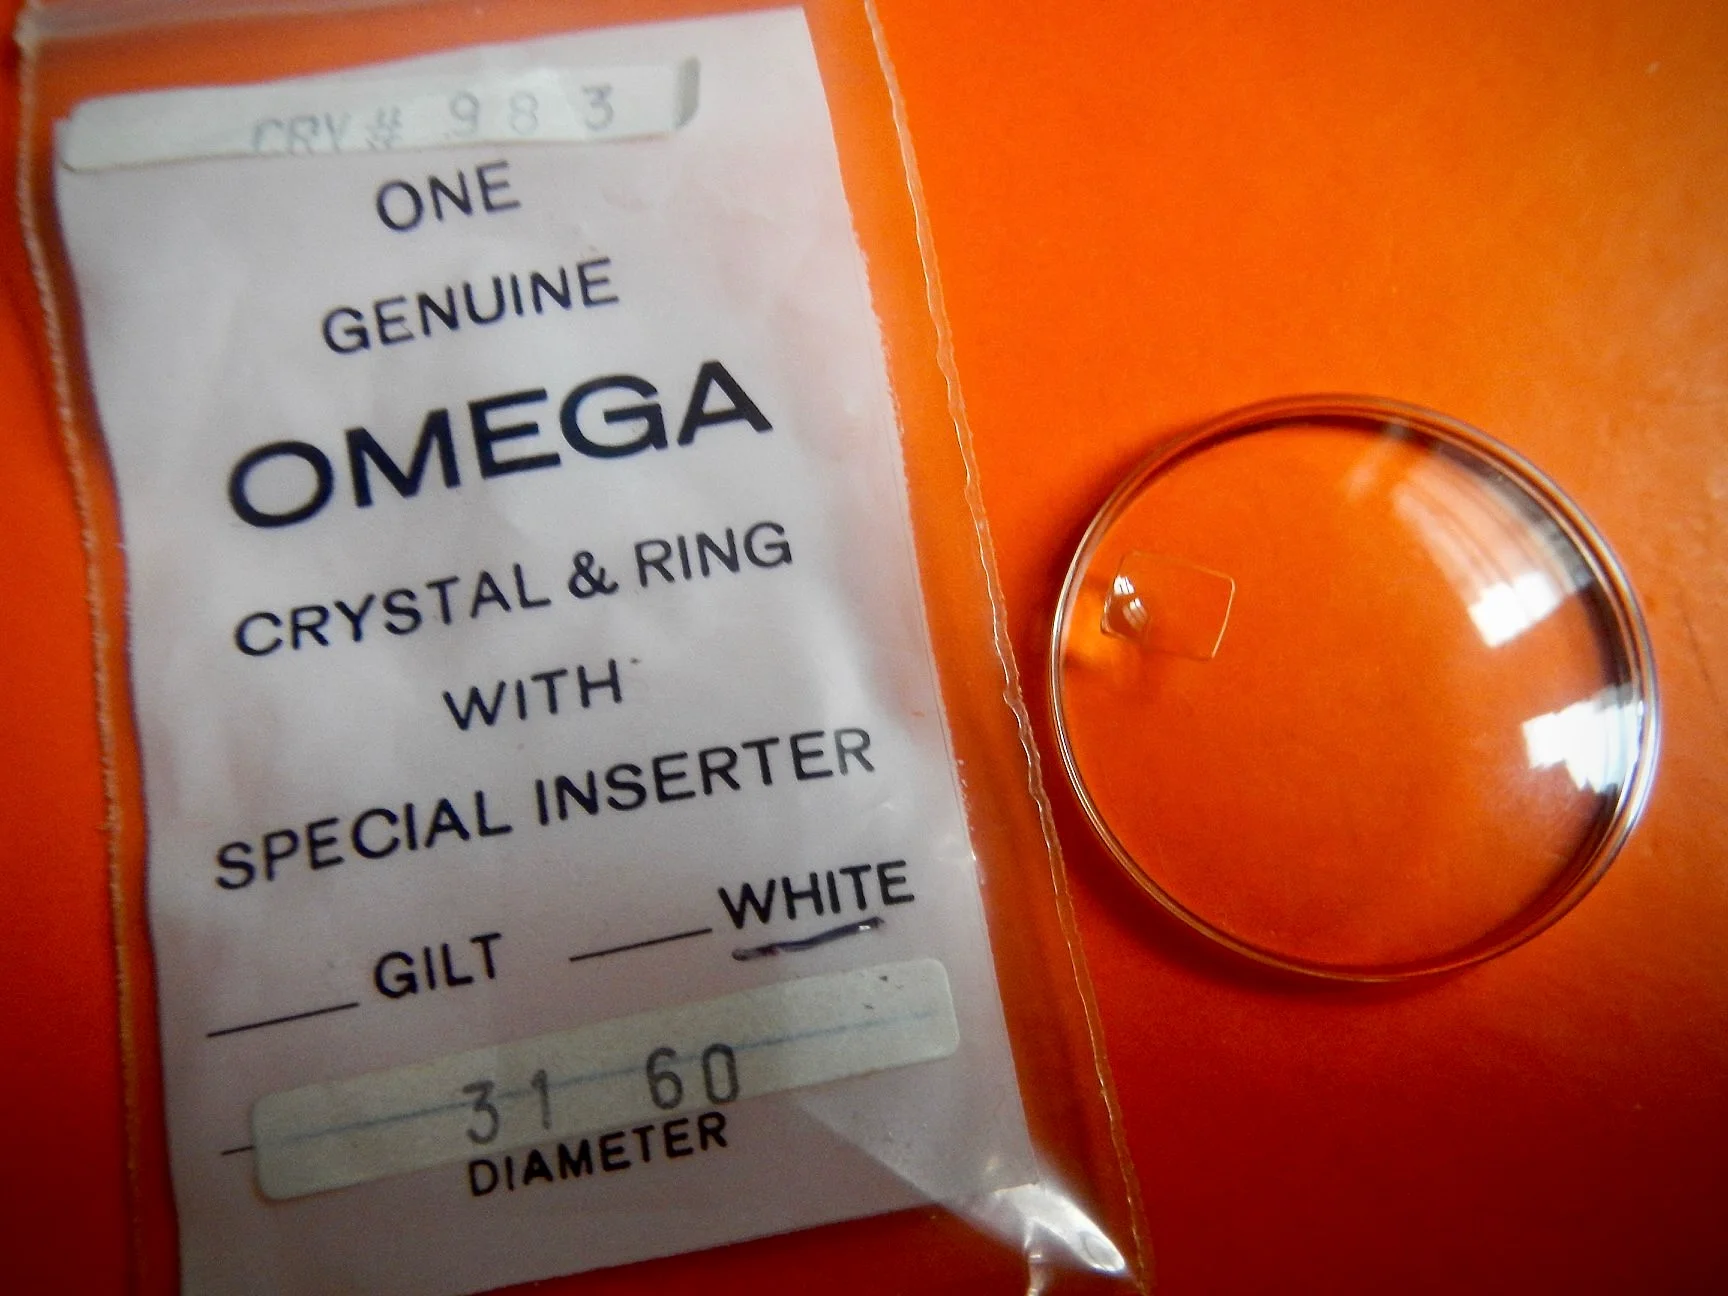 CRY# 983
ONE
GENUINE
OMEGA
CRYSTAL & RING
WITH
SPECIAL INSERTER
GILT WHITE
31 60
DIAMETER